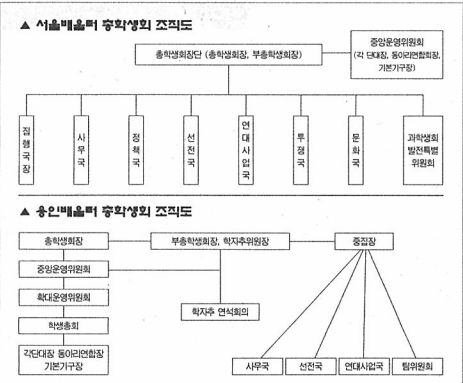 ▲ 서울배움터 총학생회 조직도
총학생회장단 (총학생회장, 부총학생회장)
중앙운영위원회
(각 단대장, 동아리연합회장,
기본기구장)
집행국장
사무국
정책국
선전국
연대사업국
투쟁국
문화국
과학생회
발전특별
위원회
▲ 용인배움터 총학생회 조직도
총학생회장
부총학생회장, 학자추위원장
중집장
중앙운영위원회
확대운영위원회
학자추 연석회의
학생총회
각단대장 동아리연합장
기본기구장
사무국
선전국
연대사업국
팀위원회